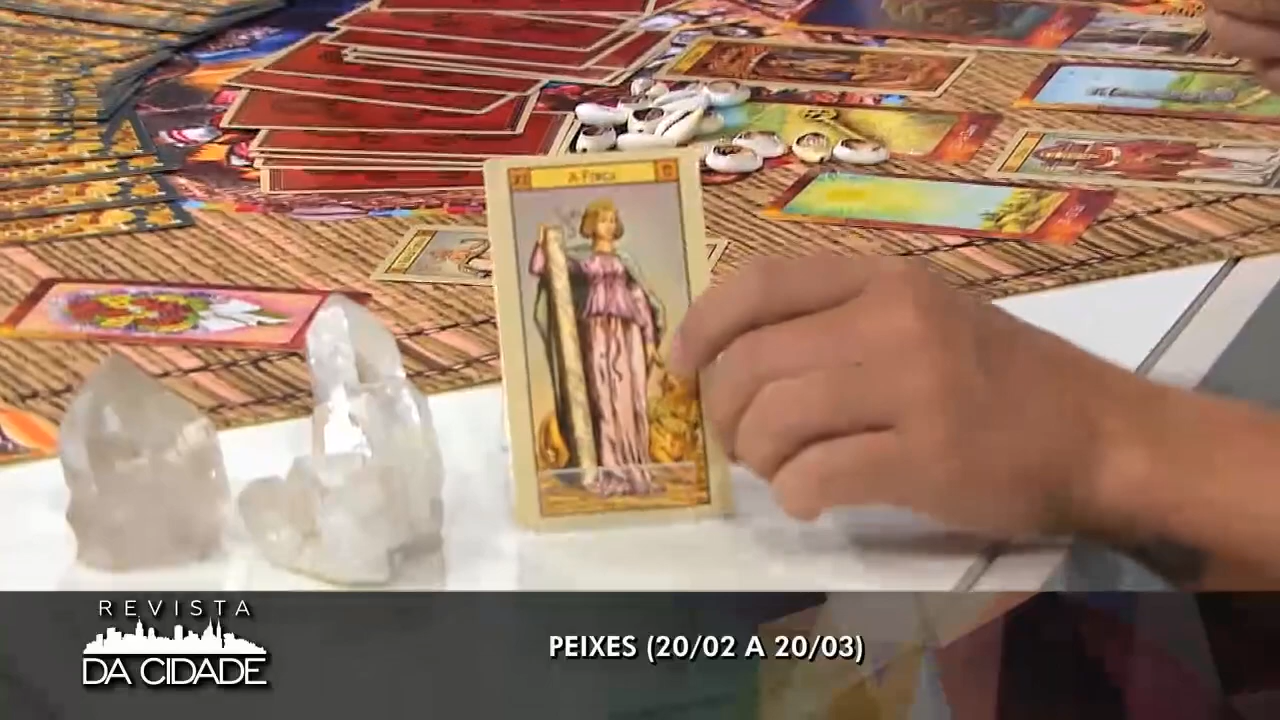 A FORÇA
REVISTA
DA CIDADE
PEIXES (20/02 A 20/03)